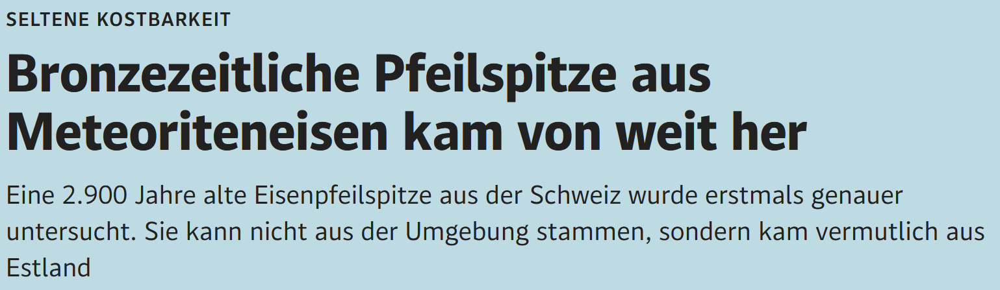 SELTENE KOSTBARKEIT
Bronzezeitliche Pfeilspitze aus
Meteoriteneisen kam von weit her
Eine 2.900 Jahre alte Eisenpfeilspitze aus der Schweiz wurde erstmals genauer
untersucht. Sie kann nicht aus der Umgebung stammen, sondern kam vermutlich aus
Estland